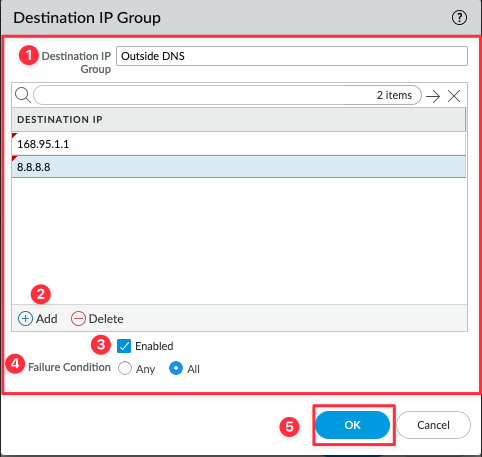 Destination IP Group
1 Destination IP Group Outside DNS
2 items
DESTINATION IP
168.95.1.1
8.8.8.8
2
Add Delete
3 Enabled
4 Failure Condition Any All
5 OK Cancel